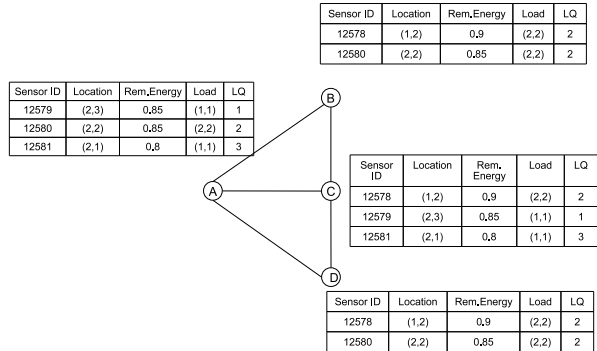 Sensor ID Location Rem.Energy Load LQ
12578 (1,2) 0.9 (2,2) 2
12580 (2,2) 0.85 (2,2) 2
Sensor ID Location Rem.Energy Load LQ
12579 (2,3) 0.85 (1,1) 1
12580 (2,2) 0.85 (2,2) 2
12581 (2,1) 0.8 (1,1) 3
B
A
C
D
Sensor ID Location Rem. Energy Load LQ
12578 (1,2) 0.9 (2,2) 2
12579 (2,3) 0.85 (1,1) 1
12581 (2,1) 0.8 (1,1) 3
Sensor ID Location Rem.Energy Load LQ
12578 (1,2) 0.9 (2,2) 2
12580 (2,2) 0.85 (2,2) 2